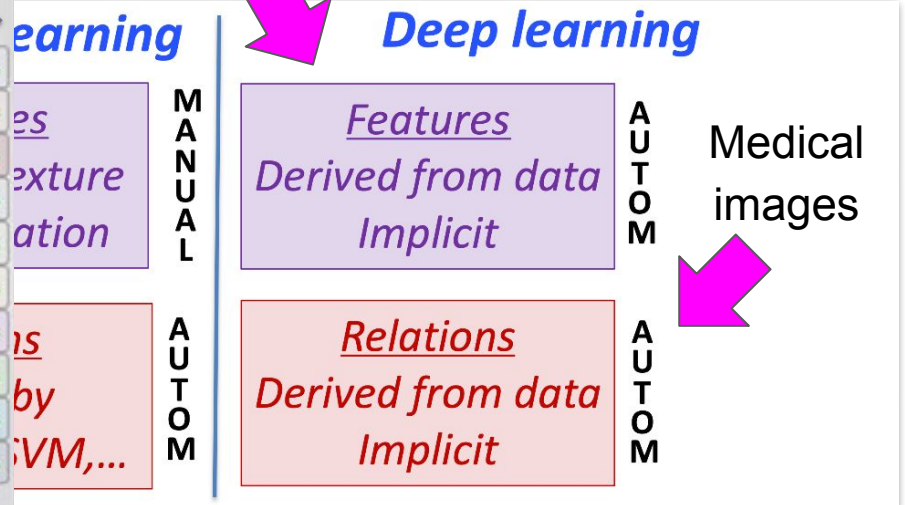 earning
es
exture
ation
MANUAL
ns
by
SVM,...
AUTOM
Deep learning
Features
Derived from data
Implicit
AUTOM
Relations
Derived from data
Implicit
AUTOM
Medical
images